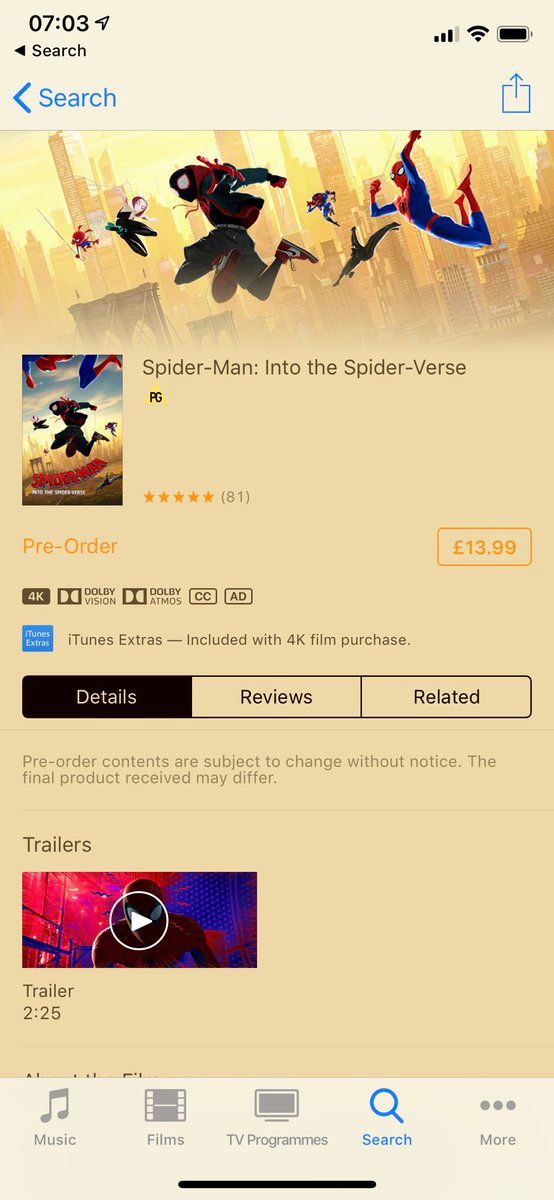 07:03
Search
Search
Spider-Man: Into the Spider-Verse
PG
SPIDER-MAN
INTO THE SPIDER-VERSE
(81)
Pre-Order
£13.99
4K DOLBY VISION DOLBY ATMOS CC AD
iTunes Extras
iTunes Extras — Included with 4K film purchase.
Details Reviews Related
Pre-order contents are subject to change without notice. The
final product received may differ.
Trailers
Trailer
2:25
About the Film
Music Films TV Programmes Search More